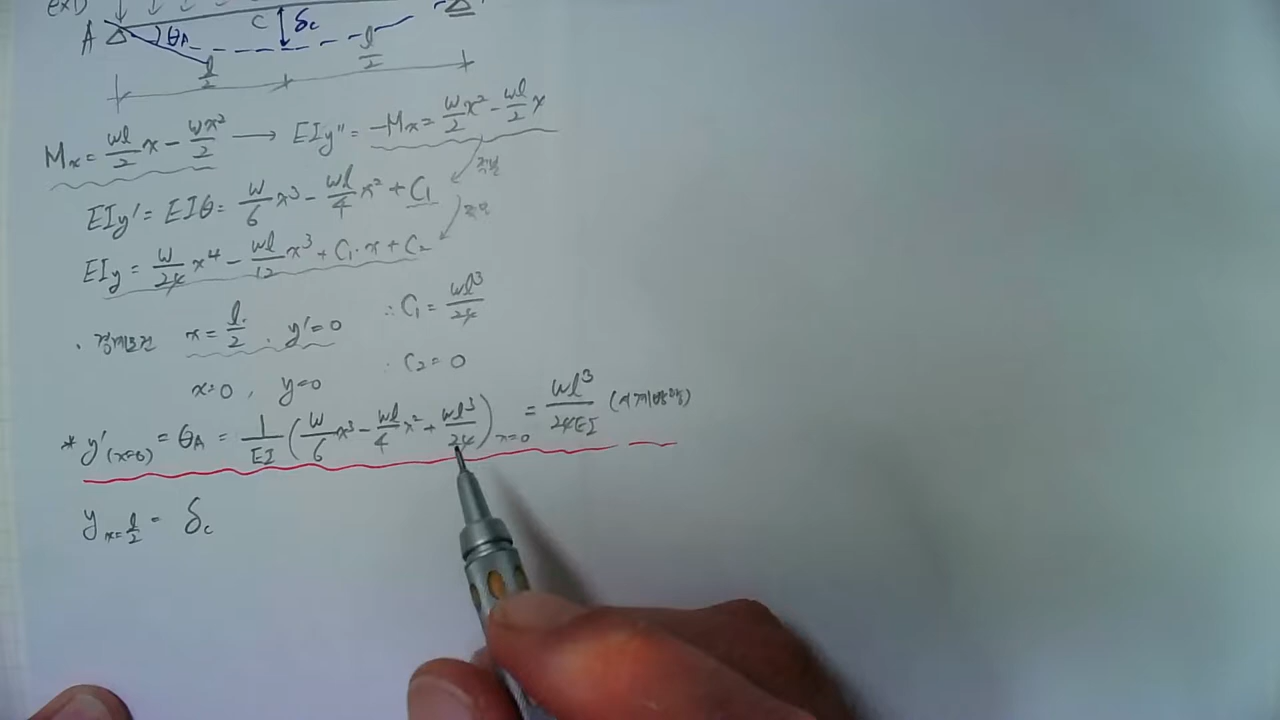 ex1)
C δc
A θA
l/2 l/2
Mx = wl/2 x - wx²/2 → EIy'' = -Mx = w/2 x² - wl/2 x
적분
EIy' = EIθ = w/6 x³ - wl/4 x² + C₁
적분
EIy = w/24 x⁴ - wl/12 x³ + C₁·x + C₂
· 경계조건 x = l/2 , y' = 0 ∴ C₁ = wl³/24
x=0 , y=0 ∴ C₂ = 0
* y'(x=0) = θA = 1/EI (w/6 x³ - wl/4 x² + wl³/24)x=0 = wl³/24EI (시계방향)
y x=l/2 = δc